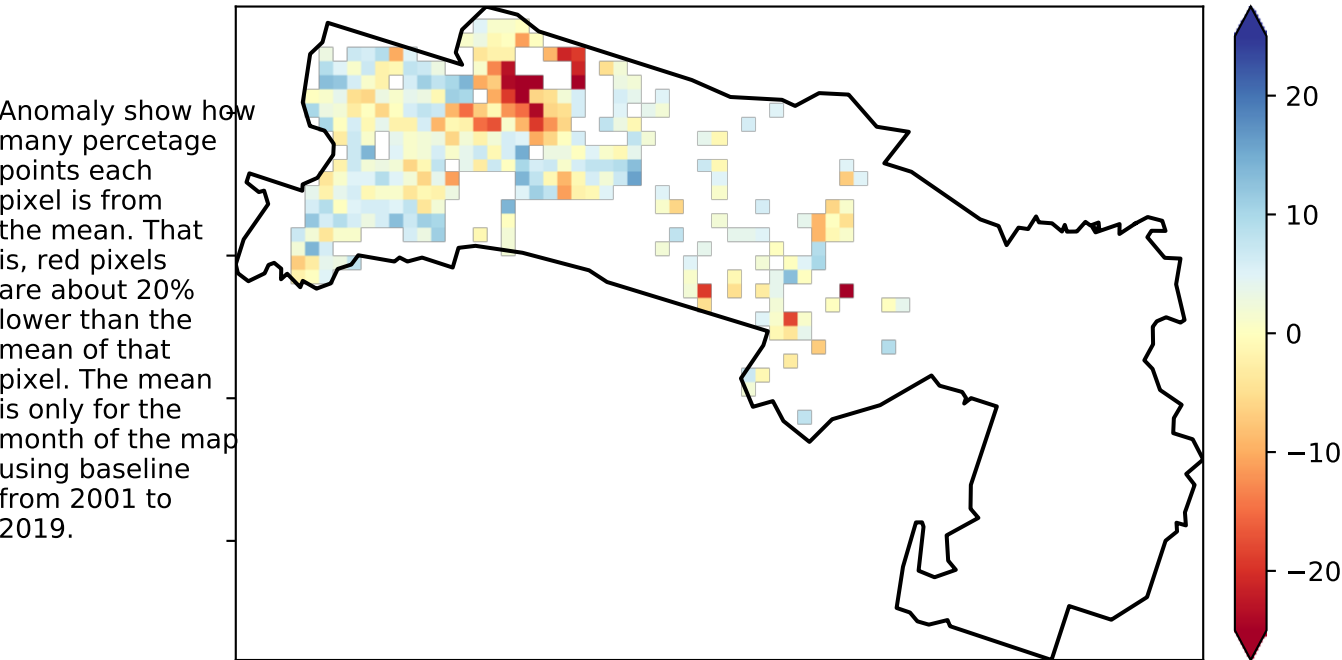 Anomaly show how
many percetage
points each
pixel is from
the mean. That
is, red pixels
are about 20%
lower than the
mean of that
pixel. The mean
is only for the
month of the map
using baseline
from 2001 to
2019.
20
10
0
−10
−20